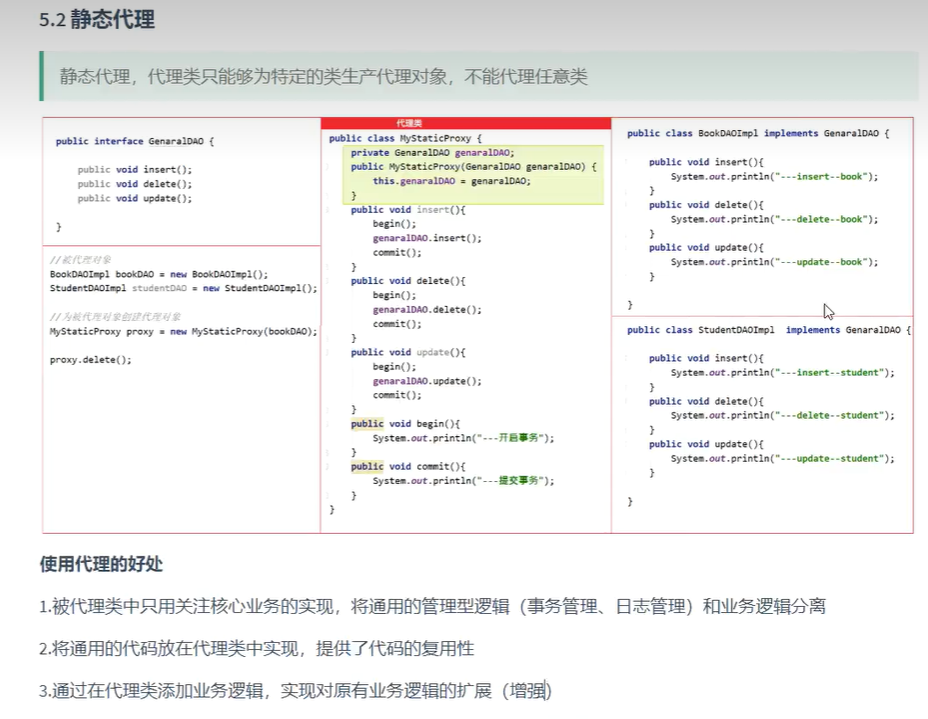 5.2 静态代理
静态代理，代理类只能够为特定的类生产代理对象，不能代理任意类
public interface GenaralDAO {
public void insert();
public void delete();
public void update();
}
//被代理对象
BookDAOImpl bookDAO = new BookDAOImpl();
StudentDAOImpl studentDAO = new StudentDAOImpl();
//为被代理对象创建代理对象
MyStaticProxy proxy = new MyStaticProxy(bookDAO);
proxy.delete();
代理类
public class MyStaticProxy {
private GenaralDAO genaralDAO;
public MyStaticProxy(GenaralDAO genaralDAO) {
this.genaralDAO = genaralDAO;
}
public void insert(){
begin();
genaralDAO.insert();
commit();
}
public void delete(){
begin();
genaralDAO.delete();
commit();
}
public void update(){
begin();
genaralDAO.update();
commit();
}
public void begin(){
System.out.println("---开启事务");
}
public void commit(){
System.out.println("---提交事务");
}
}
public class BookDAOImpl implements GenaralDAO {
public void insert(){
System.out.println("---insert--book");
}
public void delete(){
System.out.println("---delete--book");
}
public void update(){
System.out.println("---update--book");
}
}
public class StudentDAOImpl implements GenaralDAO {
public void insert(){
System.out.println("---insert--student");
}
public void delete(){
System.out.println("---delete--student");
}
public void update(){
System.out.println("---update--student");
}
}
使用代理的好处
1.被代理类中只用关注核心业务的实现，将通用的管理型逻辑（事务管理、日志管理）和业务逻辑分离
2.将通用的代码放在代理类中实现，提供了代码的复用性
3.通过在代理类添加业务逻辑，实现对原有业务逻辑的扩展（增强)